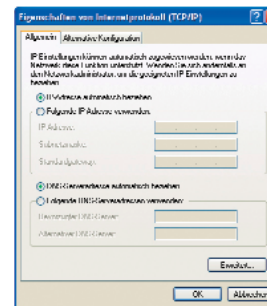 Eigenschaften von Internetprotokoll (TCP/IP)
Allgemein Alternative Konfiguration
IP-Einstellungen können automatisch zugewiesen werden, wenn das
Netzwerk diese Funktion unterstützt. Wenden Sie sich andernfalls an
den Netzwerkadministrator, um die geeigneten IP-Einstellungen zu
beziehen.
IP-Adresse automatisch beziehen
Folgende IP-Adresse verwenden:
IP-Adresse:
Subnetzmaske:
Standardgateway:
DNS-Serveradresse automatisch beziehen
Folgende DNS-Serveradressen verwenden:
Bevorzugter DNS-Server:
Alternativer DNS-Server:
Erweitert...
OK Abbrechen